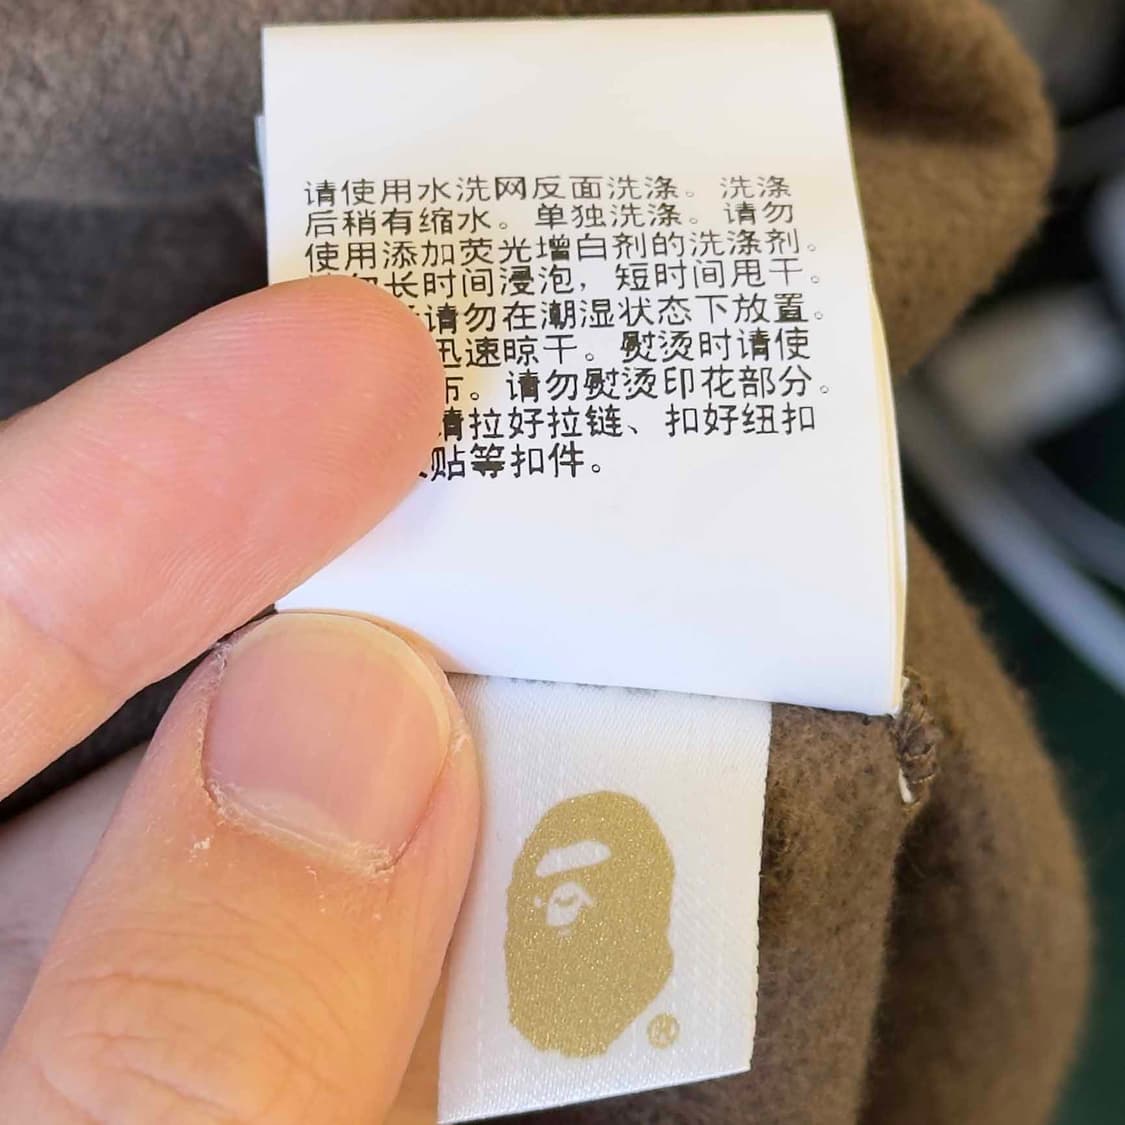 请使用水洗网反面洗涤。洗涤
后稍有缩水。单独洗涤。请勿
使用添加荧光增白剂的洗涤剂。
长时间浸泡，短时间甩干。
请勿在潮湿状态下放置。
迅速晾干。熨烫时请使
布。请勿熨烫印花部分。
请拉好拉链、扣好纽扣
贴等扣件。
®